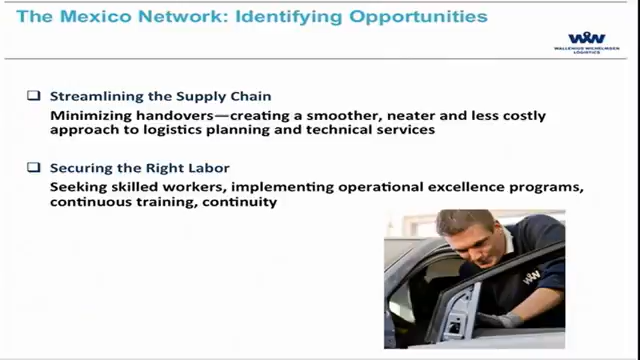 The Mexico Network: Identifying Opportunities
WALLENIUS WILHELMSEN
LOGISTICS
Streamlining the Supply Chain
Minimizing handovers—creating a smoother, neater and less costly
approach to logistics planning and technical services
Securing the Right Labor
Seeking skilled workers, implementing operational excellence programs,
continuous training, continuity